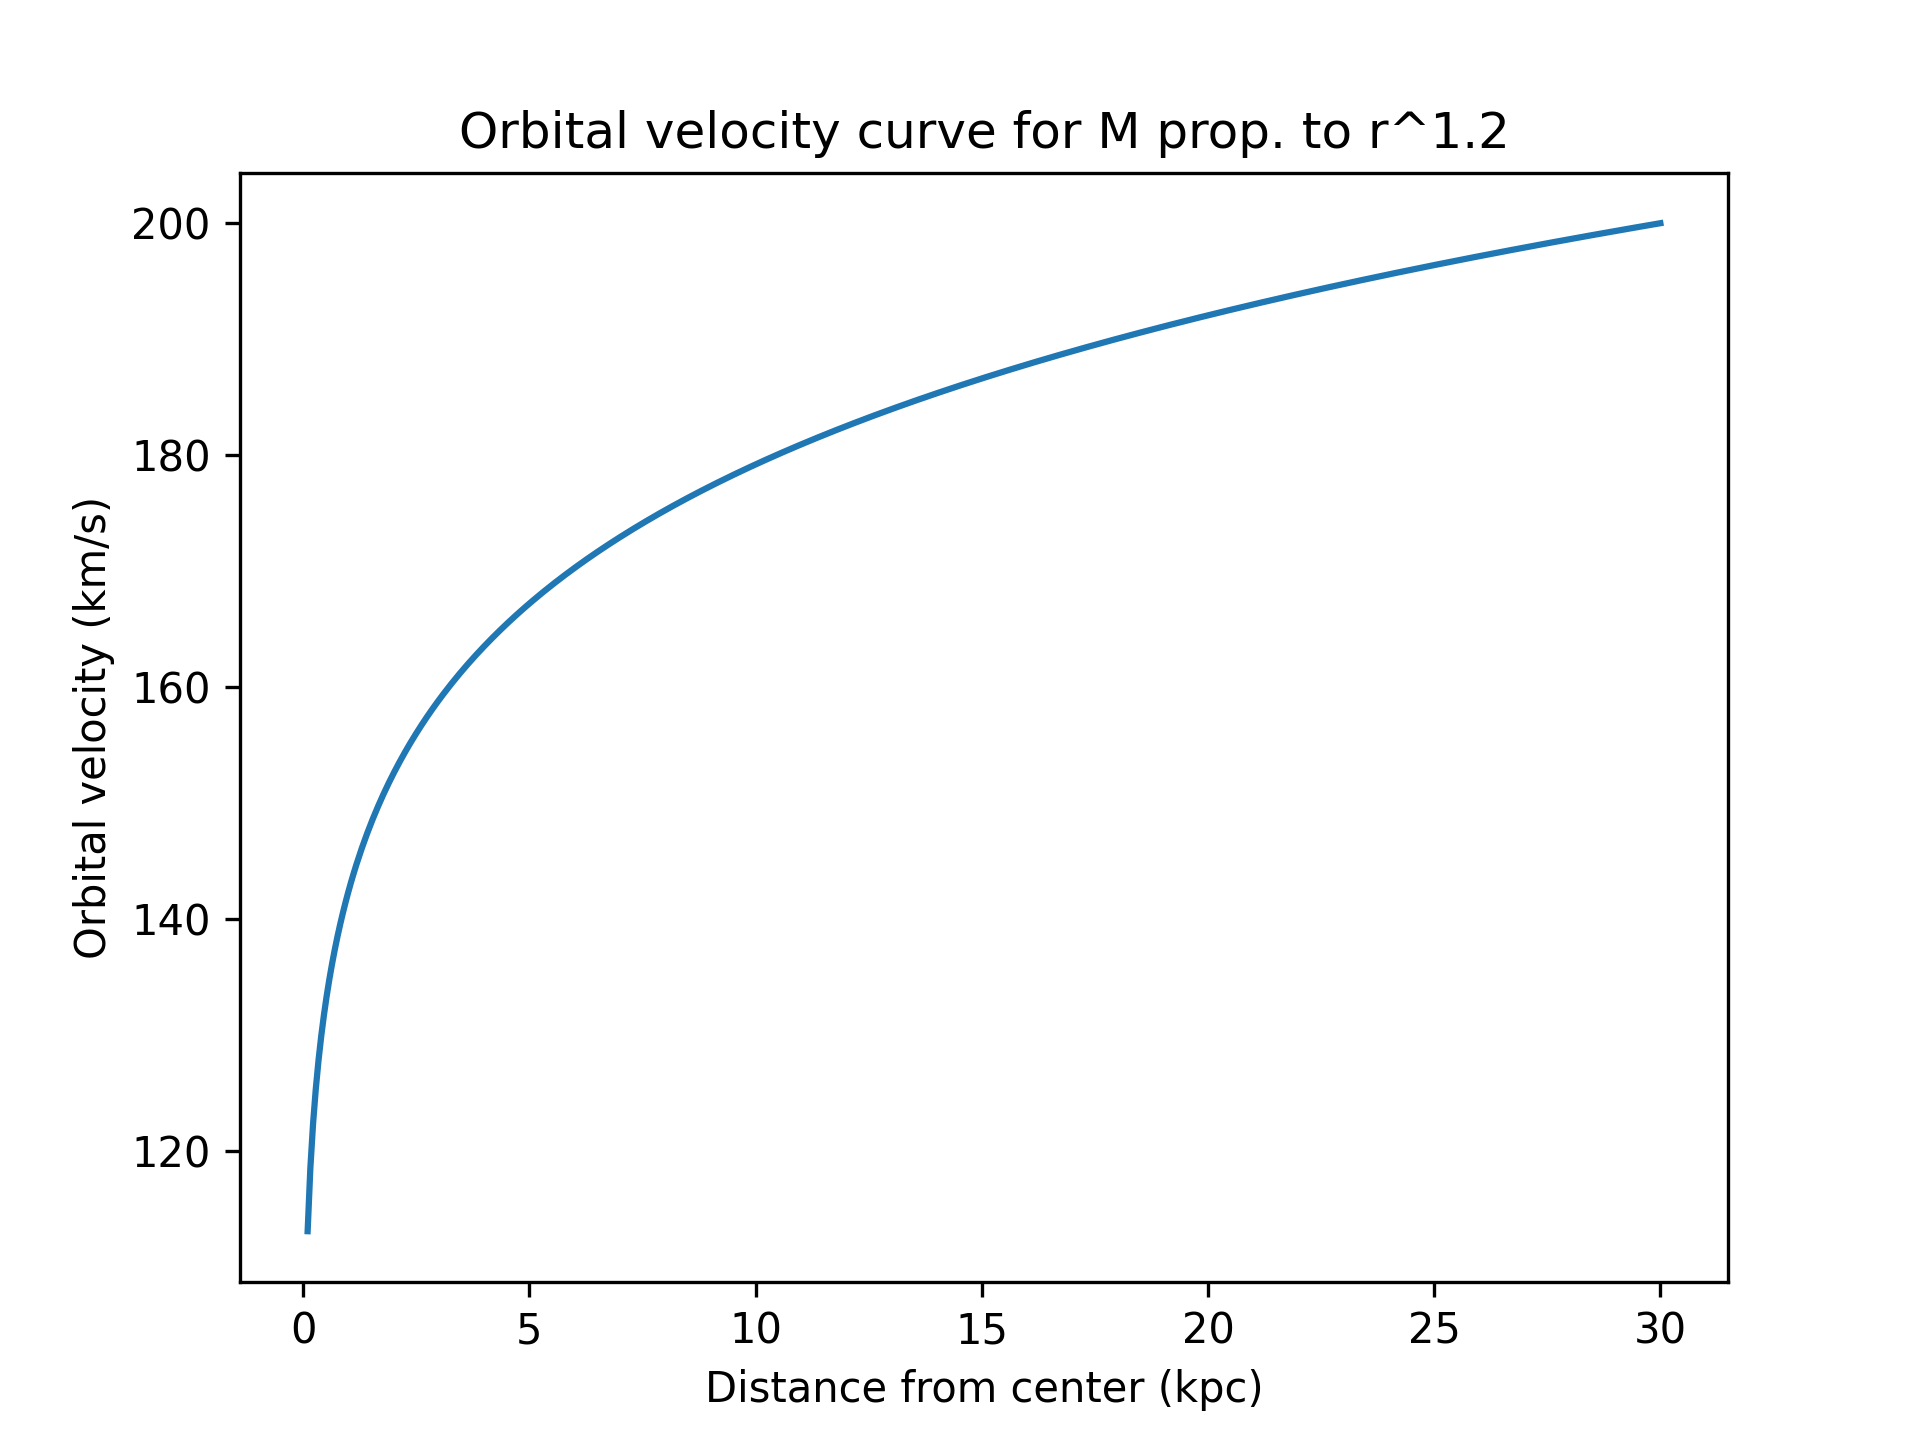 Orbital velocity curve for M prop. to r^1.2
200
180
160
140
120
Orbital velocity (km/s)
0 5 10 15 20 25 30
Distance from center (kpc)